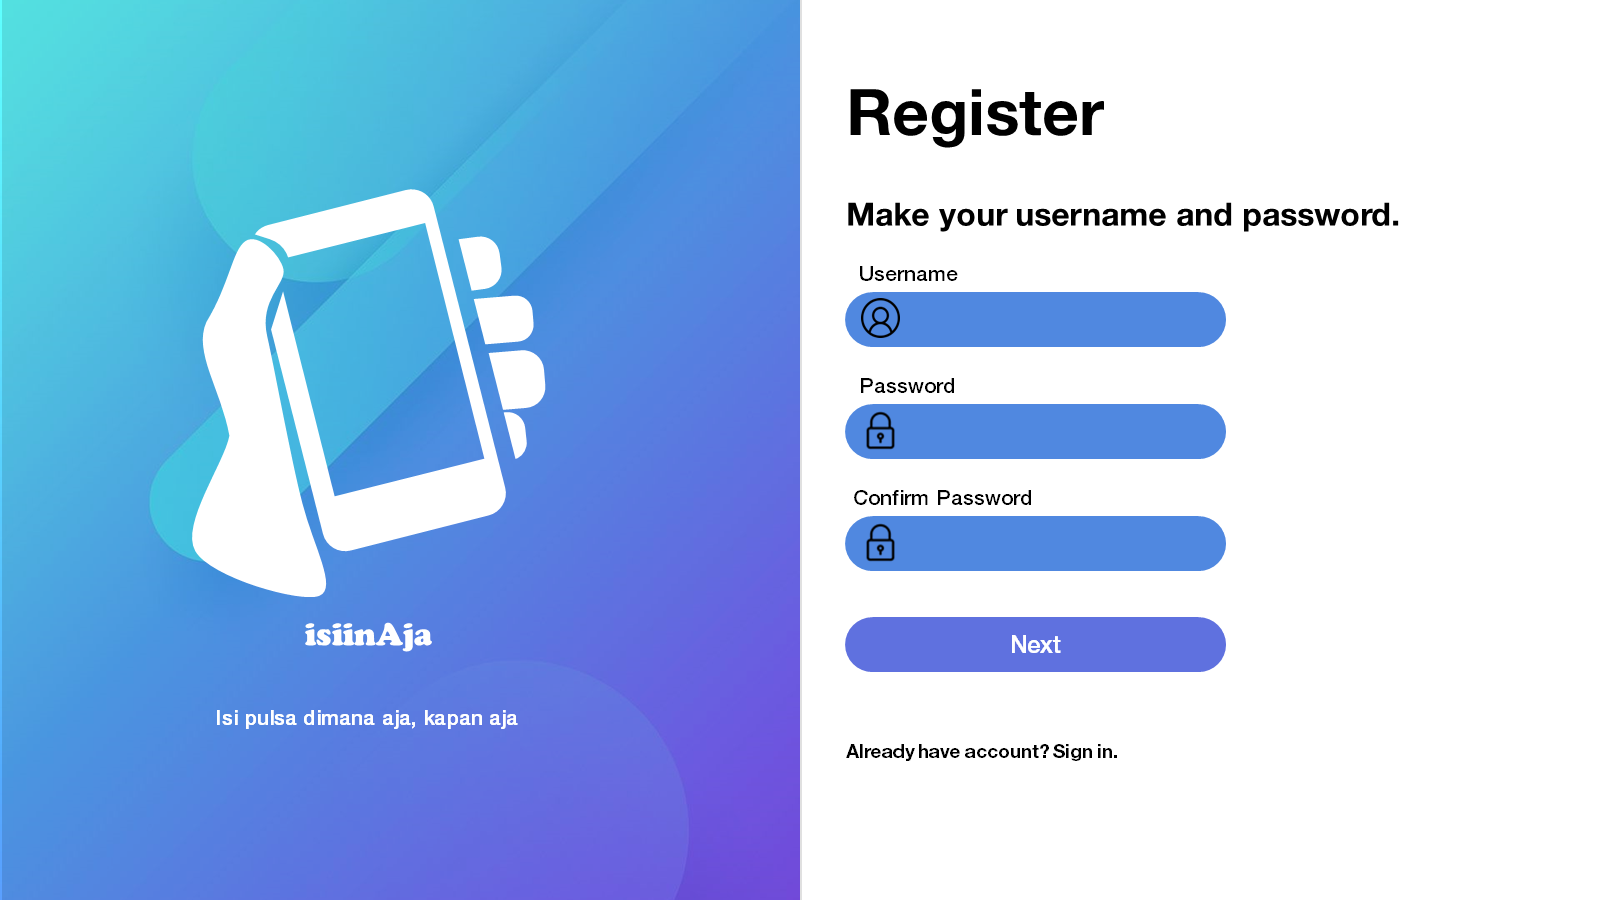 isiinAja
Isi pulsa dimana aja, kapan aja
Register
Make your username and password.
Username
Password
Confirm Password
Next
Already have account? Sign in.